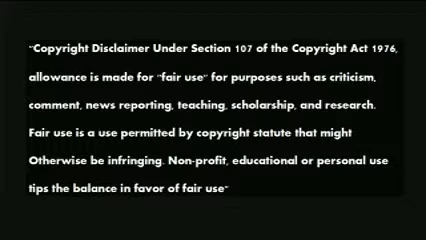 "Copyright Disclaimer Under Section 107 of the Copyright Act 1976,
allowance is made for "fair use" for purposes such as criticism,
comment, news reporting, teaching, scholarship, and research.
Fair use is a use permitted by copyright statute that might
Otherwise be infringing. Non-profit, educational or personal use
tips the balance in favor of fair use"